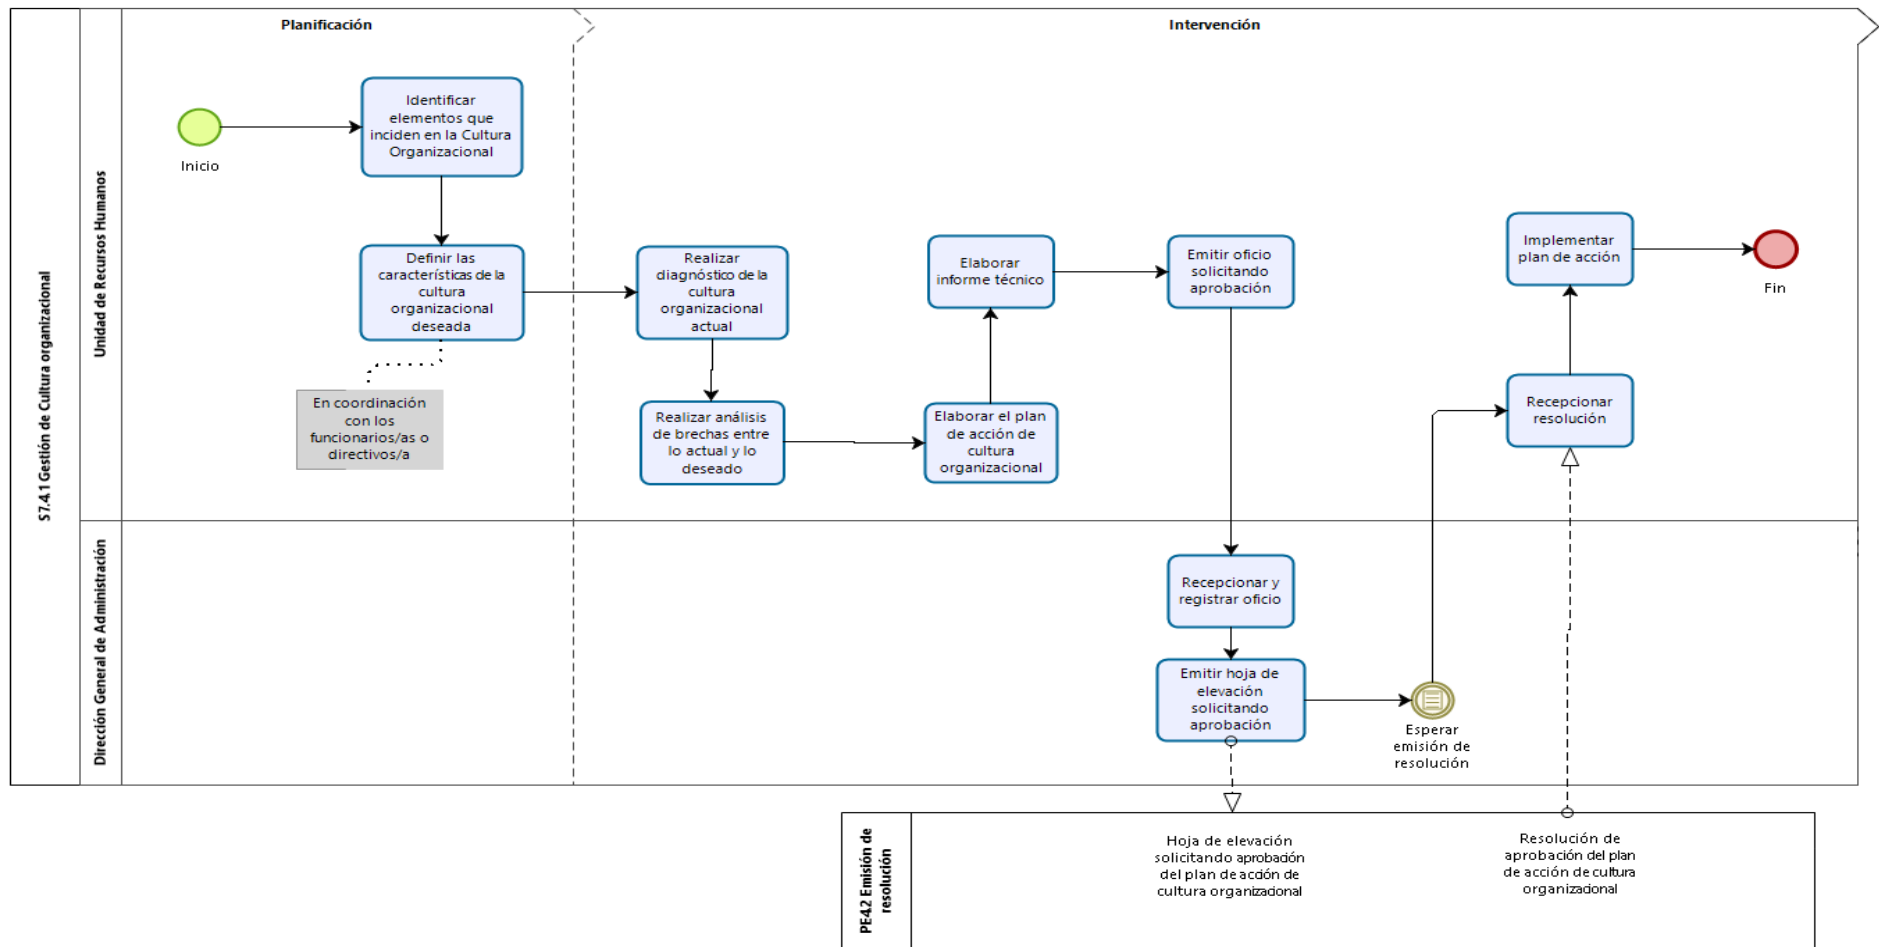 Planificación
Intervención
S7.4.1 Gestión de Cultura organizacional
Unidad de Recursos Humanos
Inicio
Identificar
elementos que
inciden en la Cultura
Organizacional
Definir las
características de la
cultura
organizacional
deseada
En coordinación
con los
funcionarios/as o
directivos/a
Realizar
diagnóstico de la
cultura
organizacional
actual
Realizar análisis
de brechas entre
lo actual y lo
deseado
Elaborar el plan
de acción de
cultura
organizacional
Elaborar
informe técnico
Emitir oficio
solicitando
aprobación
Implementar
plan de acción
Fin
Recepcionar
resolución
Dirección General de Administración
Recepcionar y
registrar oficio
Emitir hoja de
elevación
solicitando
aprobación
Esperar
emisión de
resolución
PE4.2 Emisión de
resolución
Hoja de elevación
solicitando aprobación
del plan de acción de
cultura organizacional
Resolución de
aprobación del plan
de acción de cultura
organizacional